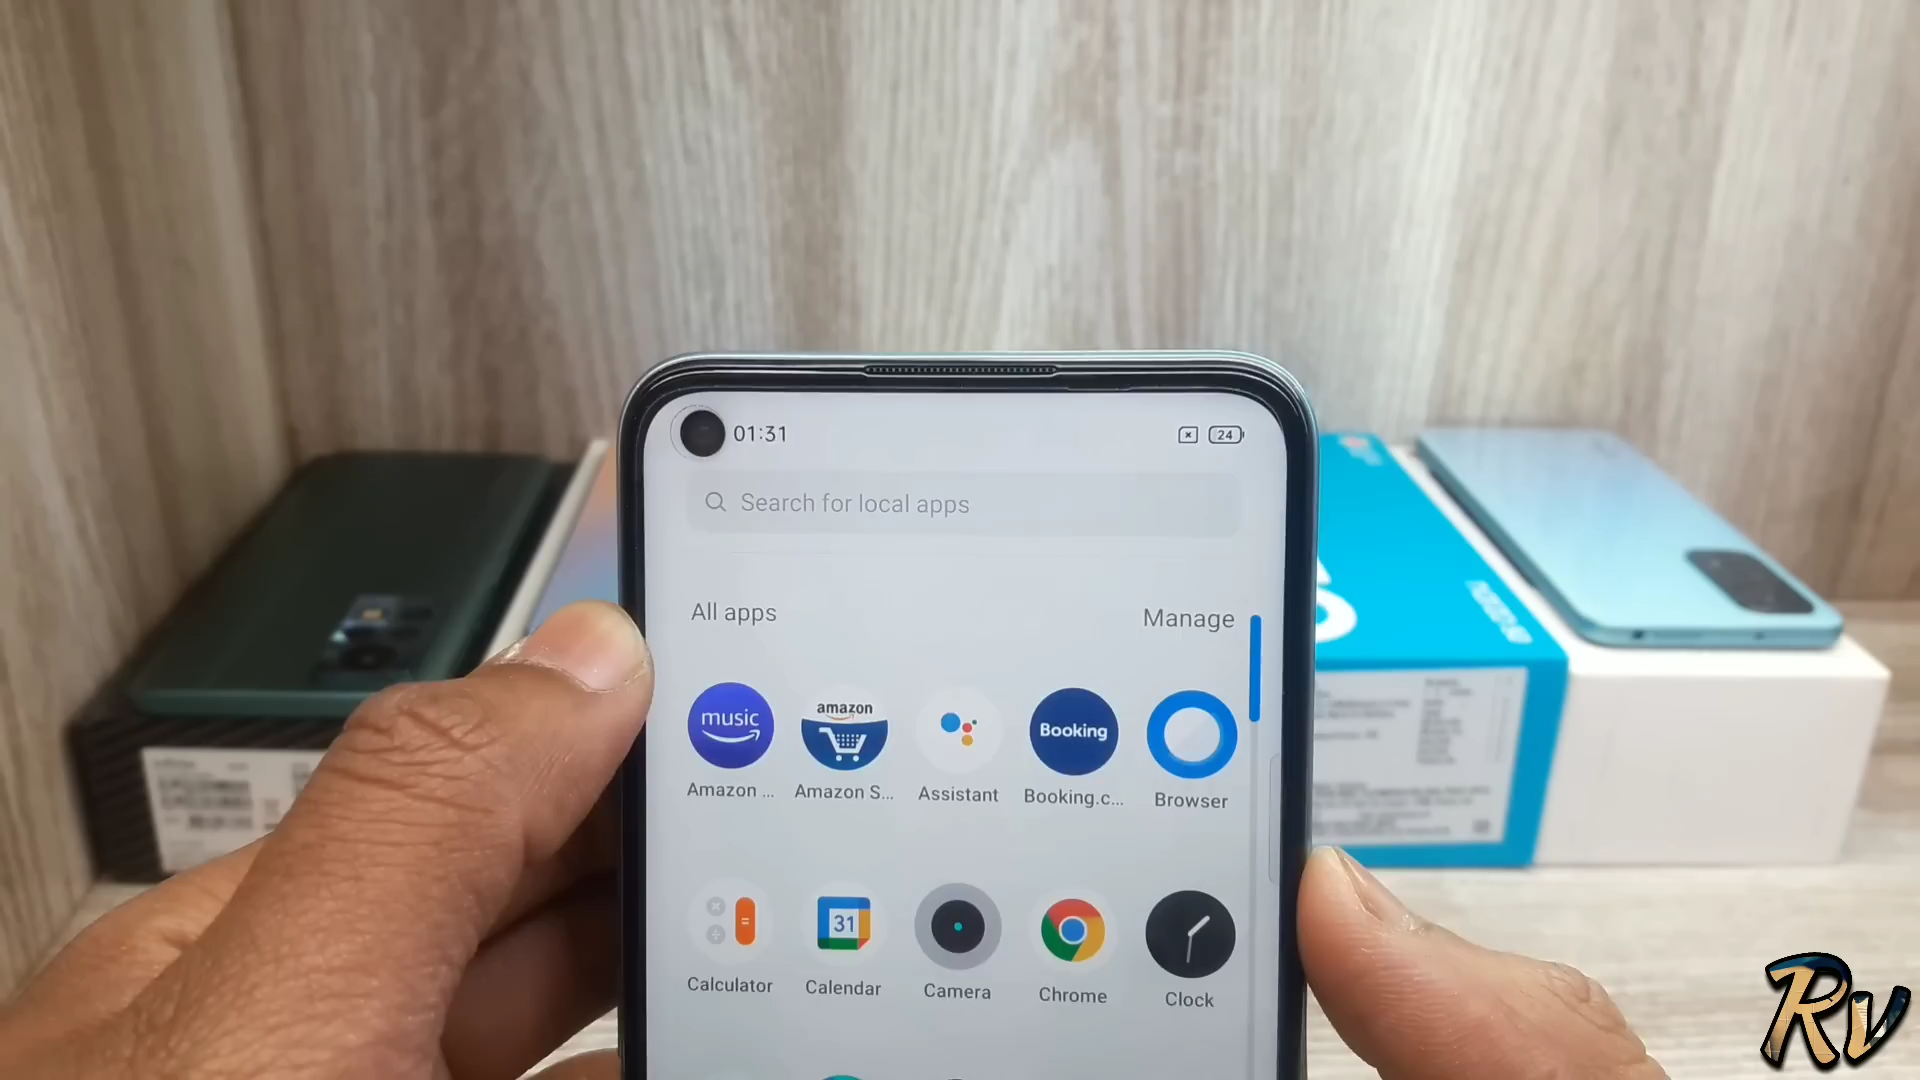 01:31
24
Search for local apps
All apps
Manage
music
amazon
Booking
Amazon ...
Amazon S...
Assistant
Booking.c...
Browser
31
Calculator
Calendar
Camera
Chrome
Clock
RV